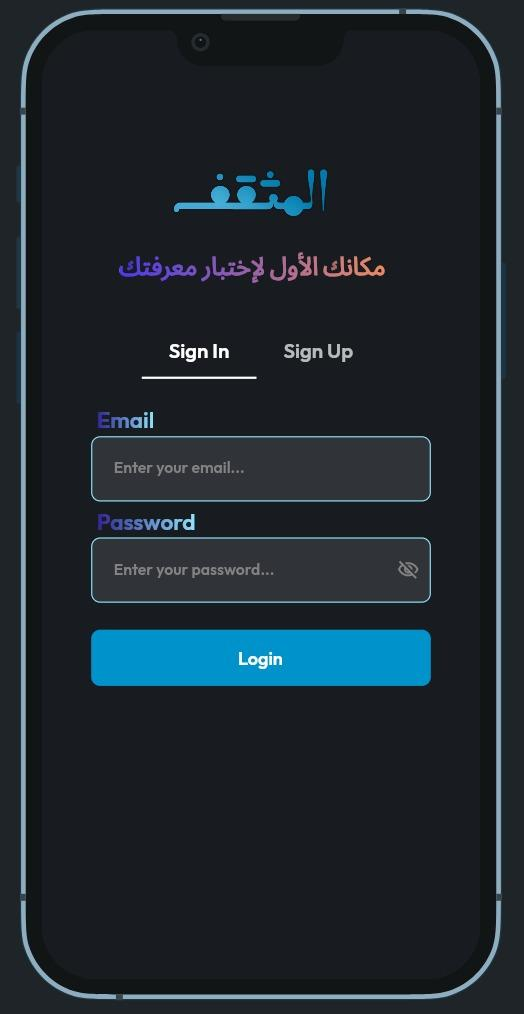 المثقف
مكانك الأول لإختبار معرفتك
Sign In Sign Up
Email
Enter your email...
Password
Enter your password...
Login